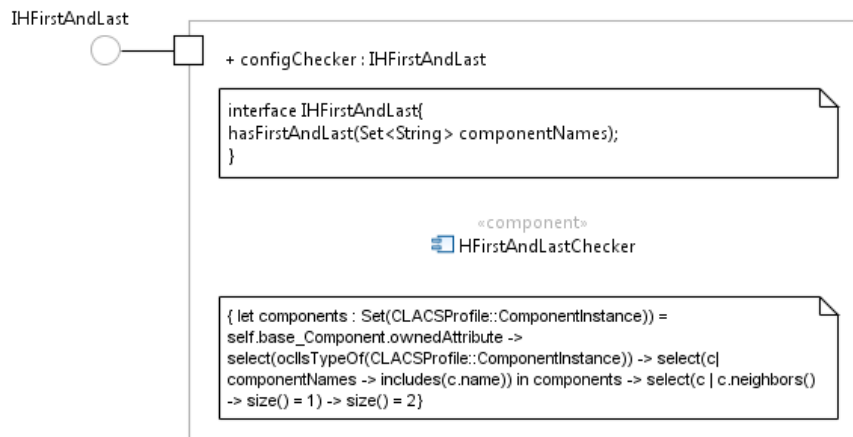 IHFirstAndLast
+ configChecker : IHFirstAndLast
interface IHFirstAndLast{
hasFirstAndLast(Set<String> componentNames);
}
«component»
HFirstAndLastChecker
{ let components : Set(CLACSProfile::ComponentInstance)) =
self.base_Component.ownedAttribute ->
select(oclIsTypeOf(CLACSProfile::ComponentInstance)) -> select(c|
componentNames -> includes(c.name)) in components -> select(c | c.neighbors()
-> size() = 1) -> size() = 2}